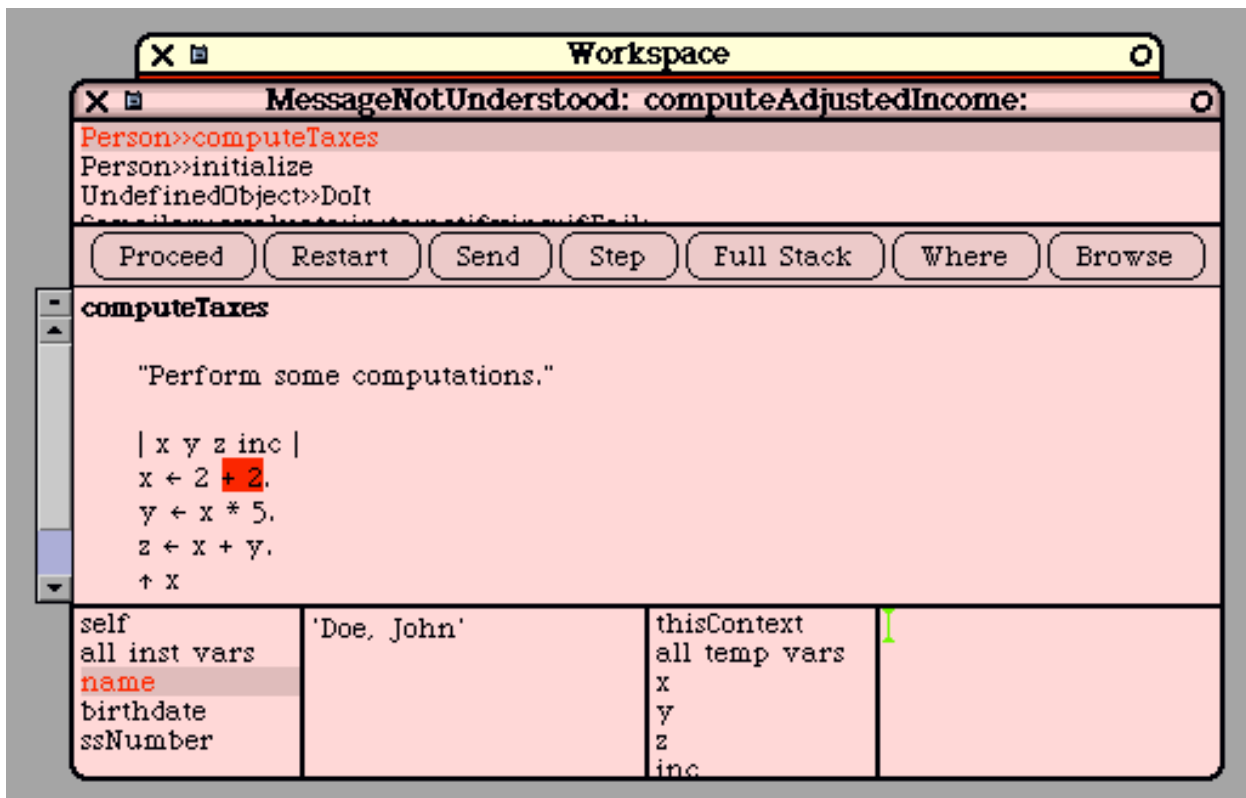 Workspace
MessageNotUnderstood: computeAdjustedIncome:
Person»computeTaxes
Person»initialize
UndefinedObject»DoIt
Proceed Restart Send Step Full Stack Where Browse
computeTaxes
"Perform some computations."
| x y z inc |
x ← 2 + 2.
y ← x * 5.
z ← x + y.
↑ x
self
all inst vars
name
birthdate
ssNumber
'Doe, John'
thisContext
all temp vars
x
y
z
inc